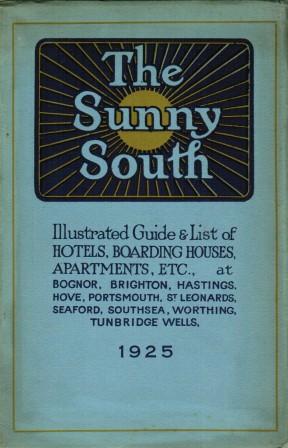 The
Sunny
South
Illustrated Guide & List of
HOTELS, BOARDING HOUSES,
APARTMENTS, ETC., at
BOGNOR, BRIGHTON, HASTINGS.
HOVE, PORTSMOUTH, ST LEONARDS,
SEAFORD, SOUTHSEA, WORTHING,
TUNBRIDGE WELLS,
1925